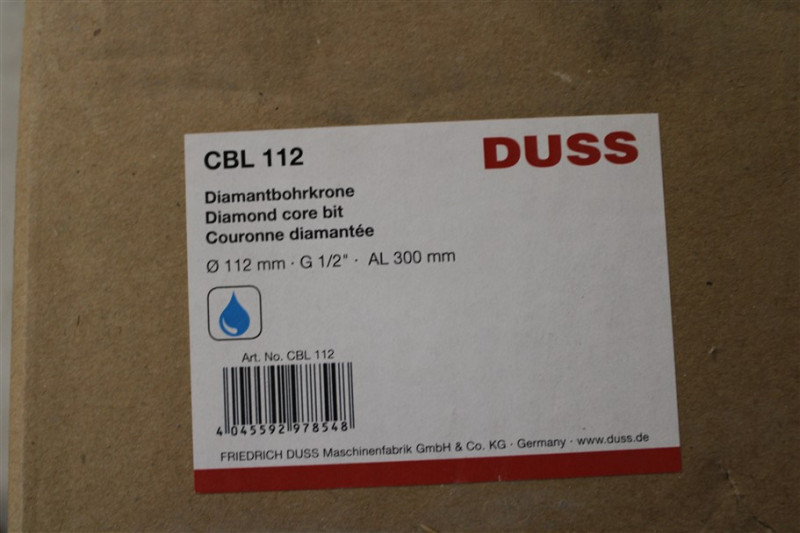 CBL 112
DUSS
Diamantbohrkrone
Diamond core bit
Couronne diamantée
Ø 112 mm · G 1/2" · AL 300 mm
Art. No. CBL 112
4 045592 978548
FRIEDRICH DUSS Maschinenfabrik GmbH & Co. KG · Germany · www.duss.de